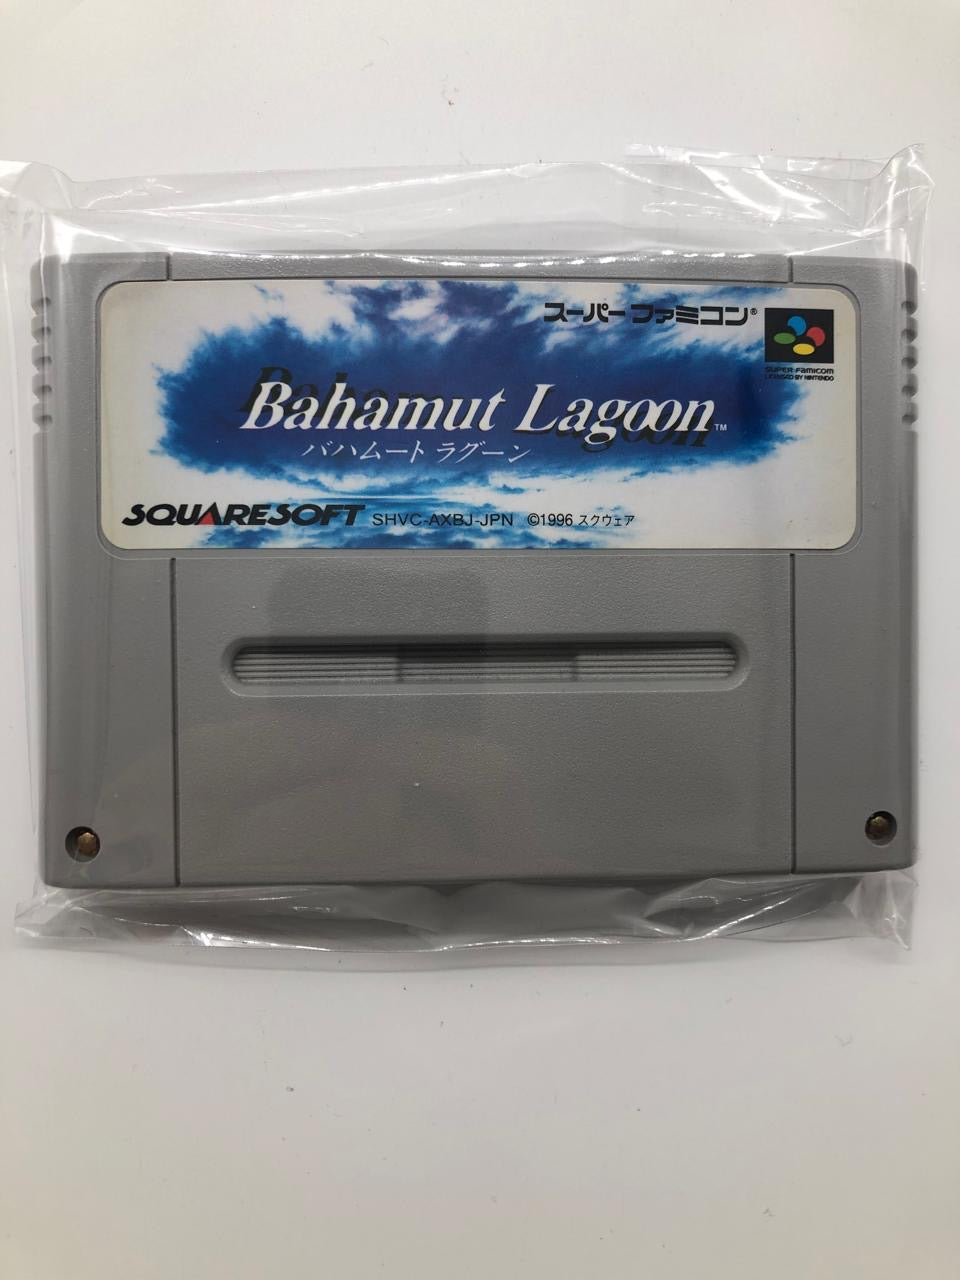 スーパーファミコン®
SUPER FAMICOM
LICENSED BY NINTENDO
Bahamut Lagoon™
バハムート ラグーン
SQUARESOFT SHVC-AXBJ-JPN ©1996 スクウェア